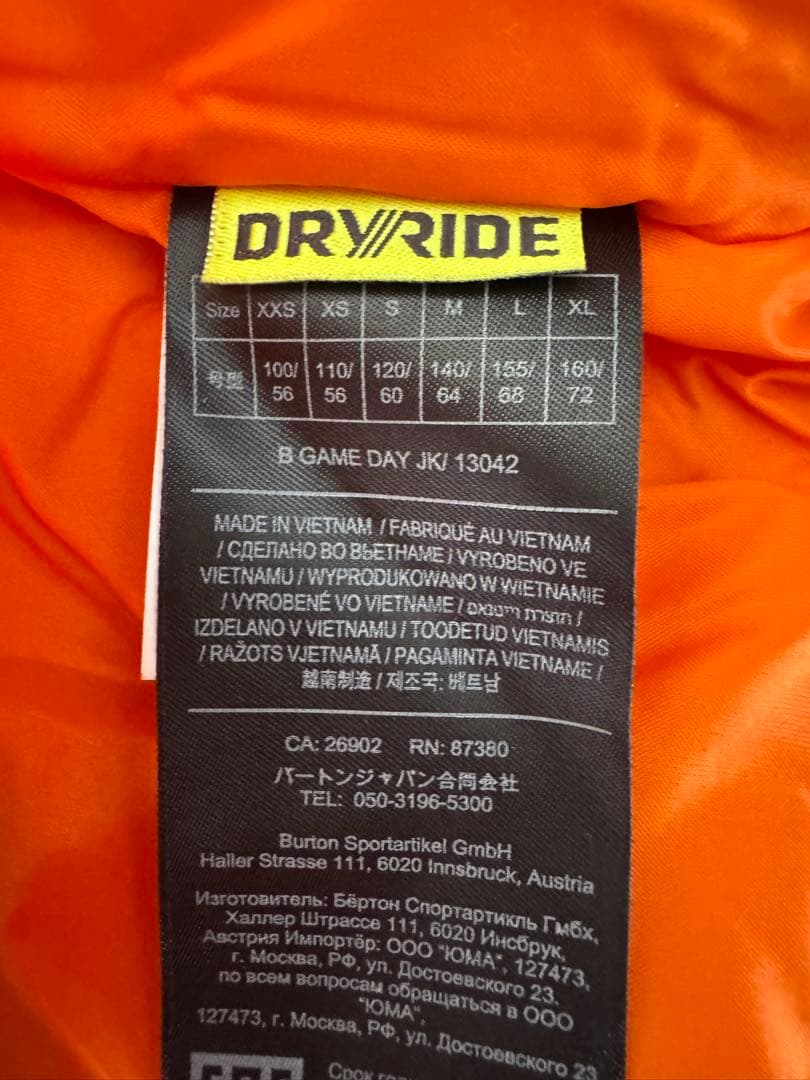 DRYRIDE
Size XXS XS S M L XL
号型 100/56 110/56 120/60 140/64 155/68 160/72
B GAME DAY JK/ 13042
MADE IN VIETNAM / FABRIQUÉ AU VIETNAM
/ СДЕЛАНО ВО ВЬЕТНАМЕ / VYROBENO VE
VIETNAMU / WYPRODUKOWANO W WIETNAMIE
/ VYROBENÉ VO VIETNAME / /
IZDELANO V VIETNAMU / TOODETUD VIETNAMIS
/ RAŽOTS VJETNAMĀ / PAGAMINTA VIETNAME /
越南制造 / 제조국: 베트남
CA: 26902 RN: 87380
バートンジャパン合同会社
TEL: 050-3196-5300
Burton Sportartikel GmbH
Haller Strasse 111, 6020 Innsbruck, Austria
Изготовитель: Бёртон Спортартикль Гмбх,
Халлер Штрассе 111, 6020 Инсбрук,
Австрия Импортёр: ООО "ЮМА", 127473,
г. Москва, РФ, ул. Достоевского 23.
по всем вопросам обращаться в ООО
"ЮМА",
127473, г. Москва, РФ, ул. Достоевского 23
Срок